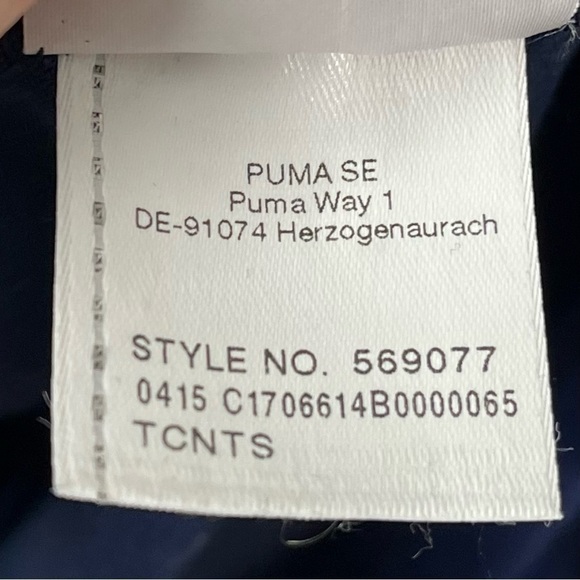 PUMA SE
Puma Way 1
DE-91074 Herzogenaurach
STYLE NO. 569077
0415 C1706614B0000065
TCNTS